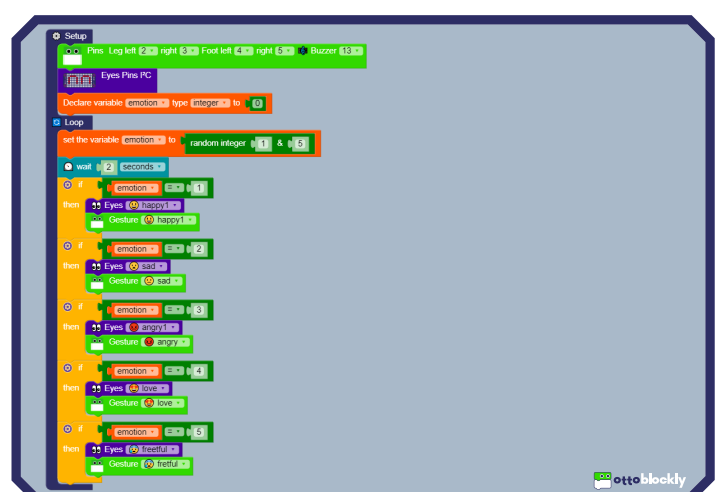 Setup
Pins Leg left 2 right 3 Foot left 4 right 5 Buzzer 13
Eyes Pins I²C
Declare variable emotion type integer to 0
Loop
set the variable emotion to random integer 1 & 5
wait 2 seconds
if emotion = 1
then Eyes happy1
Gesture happy1
if emotion = 2
then Eyes sad
Gesture sad
if emotion = 3
then Eyes angry1
Gesture angry
if emotion = 4
then Eyes love
Gesture love
if emotion = 5
then Eyes freetful
Gesture fretful
ottoblockly